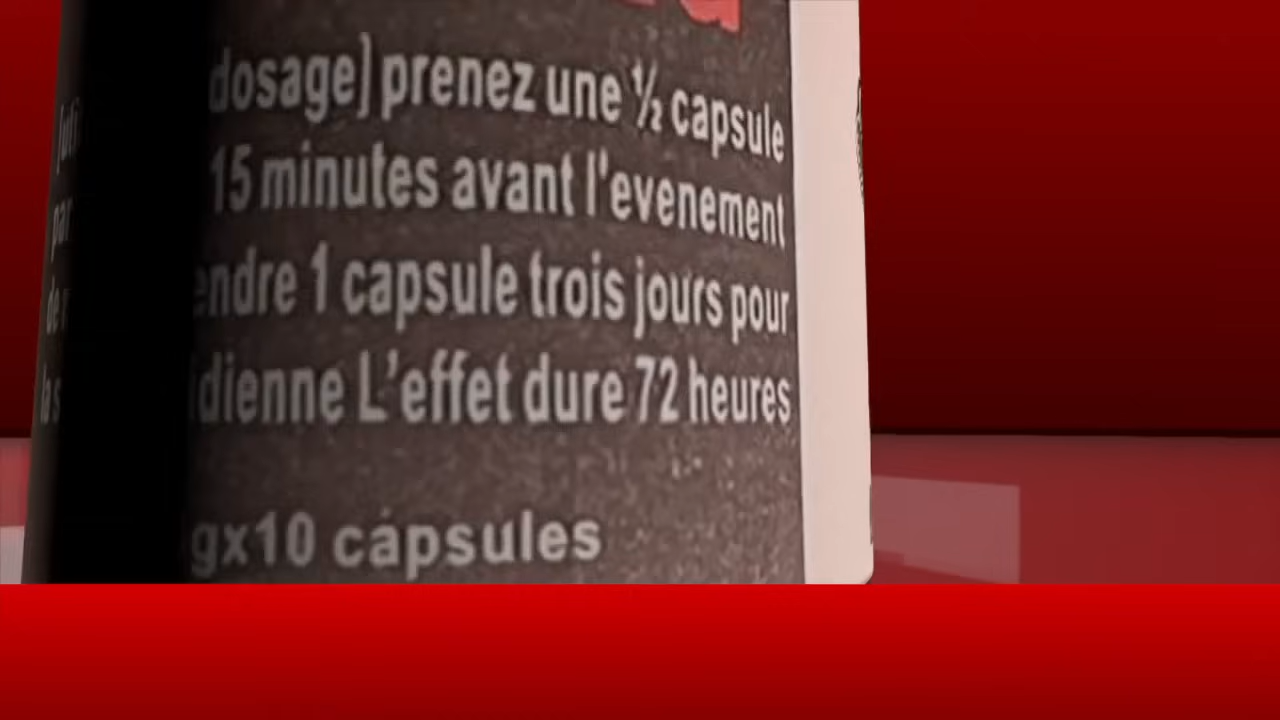 dosage] prenez une ½ capsule
15 minutes avant l'evenement
endre 1 capsule trois jours pour
dienne L'effet dure 72 heures
gx10 capsules